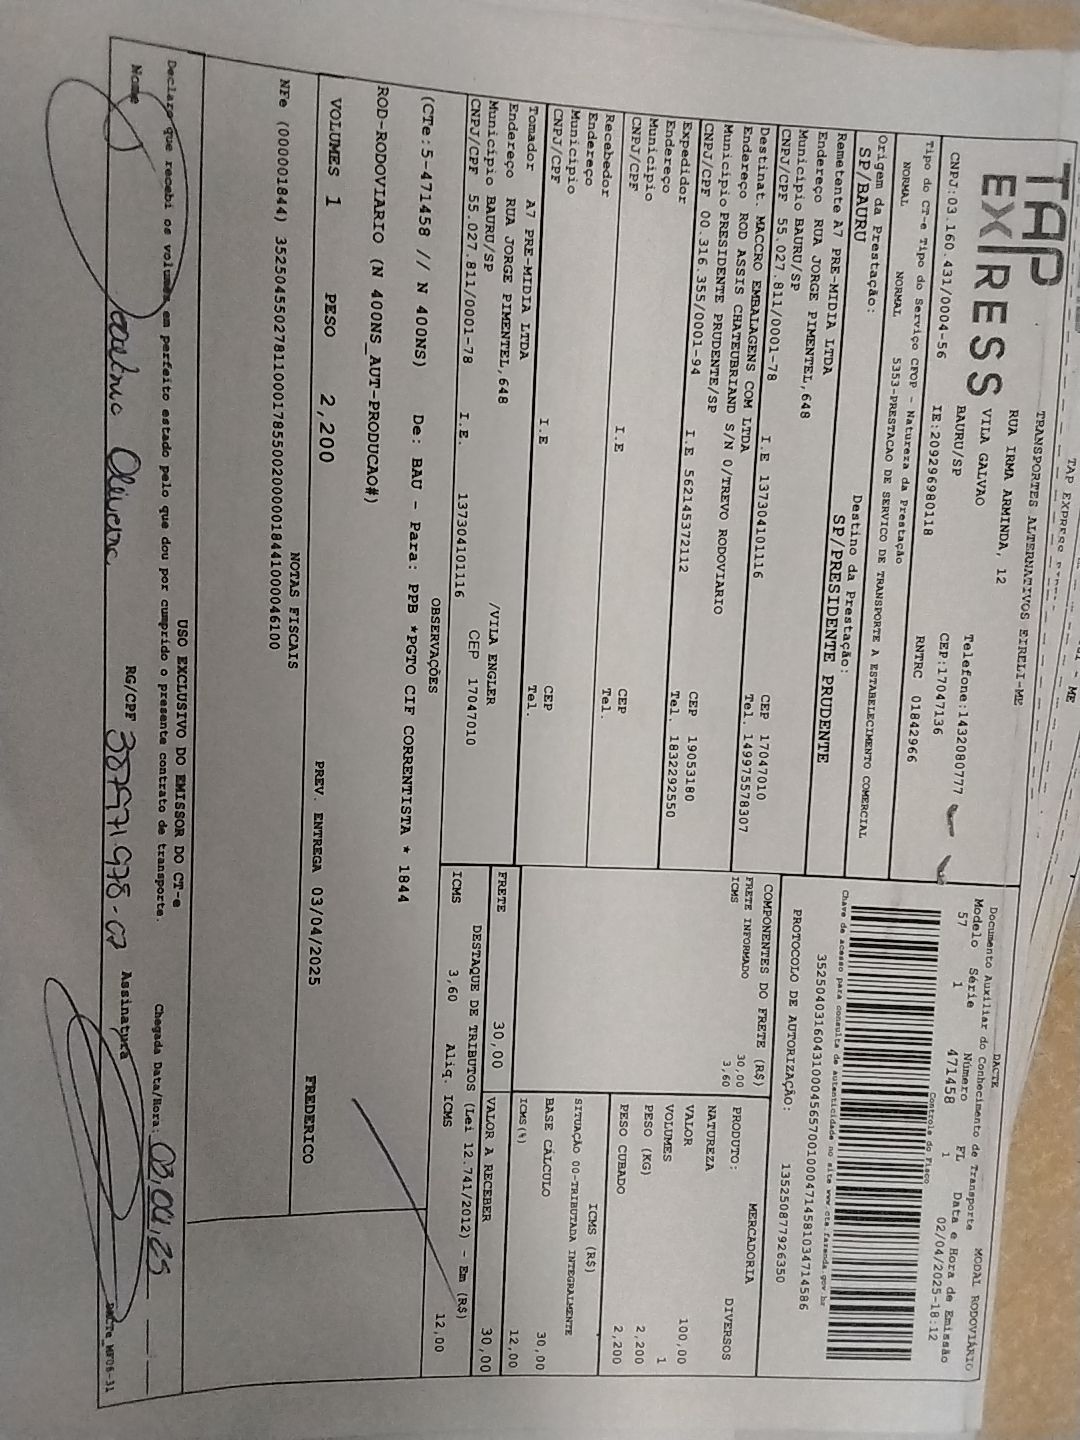 TAP EXPRESS
TRANSPORTES ALTERNATIVOS EIRELI-ME
RUA IRMA ARMINDA, 12
VILA GALVAO
BAURU/SP
Telefone:1432080777
CEP:17047136
CNPJ:03.160.431/0004-56 IE:209296980118 RNTRC 01842966
Tipo do CT-e Tipo do Serviço CFOP - Natureza da Prestação
NORMAL NORMAL 5353-PRESTACAO DE SERVICO DE TRANSPORTE A ESTABELECIMENTO COMERCIAL
Origem da Prestação: Destino da Prestação:
SP/BAURU SP/PRESIDENTE PRUDENTE
Remetente A7 PRE-MIDIA LTDA
Endereço RUA JORGE PIMENTEL,648
Município BAURU/SP CEP 17047010
CNPJ/CPF 55.027.811/0001-78 I.E 137304101116 Tel. 149975578307
Destinat. MACCRO EMBALAGENS COM LTDA
Endereço ROD ASSIS CHATEUBRIAND S/N 0/TREVO RODOVIARIO
Município PRESIDENTE PRUDENTE/SP CEP 19053180
CNPJ/CPF 00.316.355/0001-94 I.E 562145372112 Tel. 1832292550
Expedidor
Endereço
Município CEP
CNPJ/CPF I.E Tel.
Recebedor
Endereço
Município CEP
CNPJ/CPF I.E Tel.
Tomador A7 PRE-MIDIA LTDA
Endereço RUA JORGE PIMENTEL,648 /VILA ENGLER
Município BAURU/SP CEP 17047010
CNPJ/CPF 55.027.811/0001-78 I.E. 137304101116
DACTE
Documento Auxiliar do Conhecimento de Transporte MODAL RODOVIÁRIO
Modelo Série Número FL Data e Hora de Emissão
57 1 471458 1 02/04/2025-18:12
Controle do Fisco
Chave de acesso para consulta de autenticidade no site www.cte.fazenda.gov.br
35250403160431000456570010004714581034714586
PROTOCOLO DE AUTORIZAÇÃO: 135250877926350
COMPONENTES DO FRETE (R$)
FRETE INFORMADO 30,00
ICMS 3,60
PRODUTO: MERCADORIA
NATUREZA DIVERSOS
VALOR 100,00
VOLUMES 1
PESO (KG) 2,200
PESO CUBADO 2,200
ICMS (R$)
SITUAÇÃO 00-TRIBUTADA INTEGRALMENTE
BASE CÁLCULO 30,00
ICMS(%) 12,00
FRETE 30,00 VALOR A RECEBER 30,00
DESTAQUE DE TRIBUTOS (Lei 12.741/2012) - Em (R$)
ICMS 3,60 Aliq. ICMS 12,00
OBSERVAÇÕES
(CTe:5-471458 // N 400NS) De: BAU - Para: PPB *PGTO CIF CORRENTISTA * 1844
ROD-RODOVIARIO (N 400NS_AUT-PRODUCAO#)
VOLUMES 1 PESO 2,200 PREV. ENTREGA 03/04/2025 FREDERICO
NOTAS FISCAIS
NFe (000001844) 35250455027811000178550020000018441000046100
USO EXCLUSIVO DO EMISSOR DO CT-e
Declaro que recebi os volumes em perfeito estado pelo que dou por cumprido o presente contrato de transporte. Chegada Data/Hora: 03.04.25
Nome Oliveira RG/CPF Assinatura